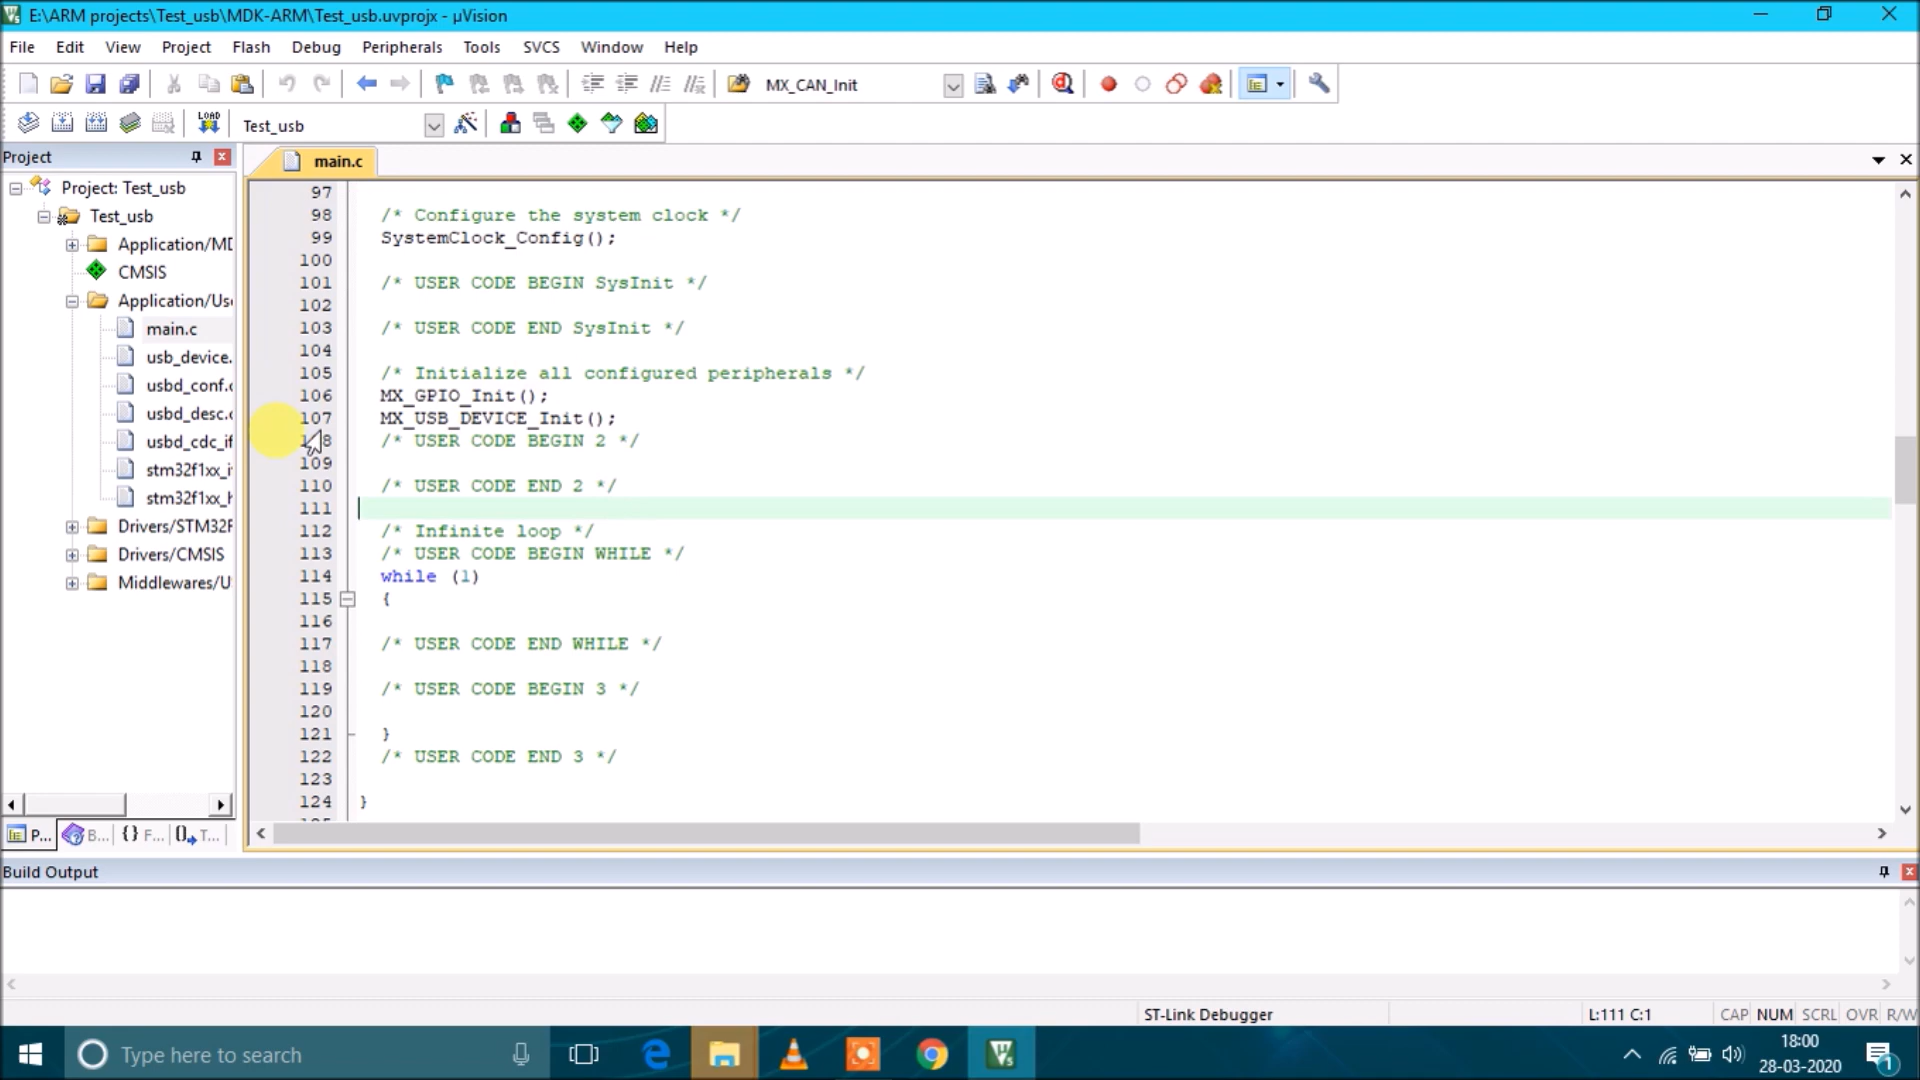 E:\ARM projects\Test_usb\MDK-ARM\Test_usb.uvprojx - µVision
File Edit View Project Flash Debug Peripherals Tools SVCS Window Help
MX_CAN_Init
LOAD Test_usb
Project
main.c
Project: Test_usb
Test_usb
Application/MD
CMSIS
Application/Use
main.c
usb_device.
usbd_conf.c
usbd_desc.c
usbd_cdc_if
stm32f1xx_i
stm32f1xx_h
Drivers/STM32F
Drivers/CMSIS
Middlewares/U
P... B... {} F... T...
97
98 /* Configure the system clock */
99 SystemClock_Config();
100
101 /* USER CODE BEGIN SysInit */
102
103 /* USER CODE END SysInit */
104
105 /* Initialize all configured peripherals */
106 MX_GPIO_Init();
107 MX_USB_DEVICE_Init();
108 /* USER CODE BEGIN 2 */
109
110 /* USER CODE END 2 */
111
112 /* Infinite loop */
113 /* USER CODE BEGIN WHILE */
114 while (1)
115 {
116
117 /* USER CODE END WHILE */
118
119 /* USER CODE BEGIN 3 */
120
121 }
122 /* USER CODE END 3 */
123
124 }
Build Output
ST-Link Debugger L:111 C:1 CAP NUM SCRL OVR R/W
Type here to search
18:00
28-03-2020
1